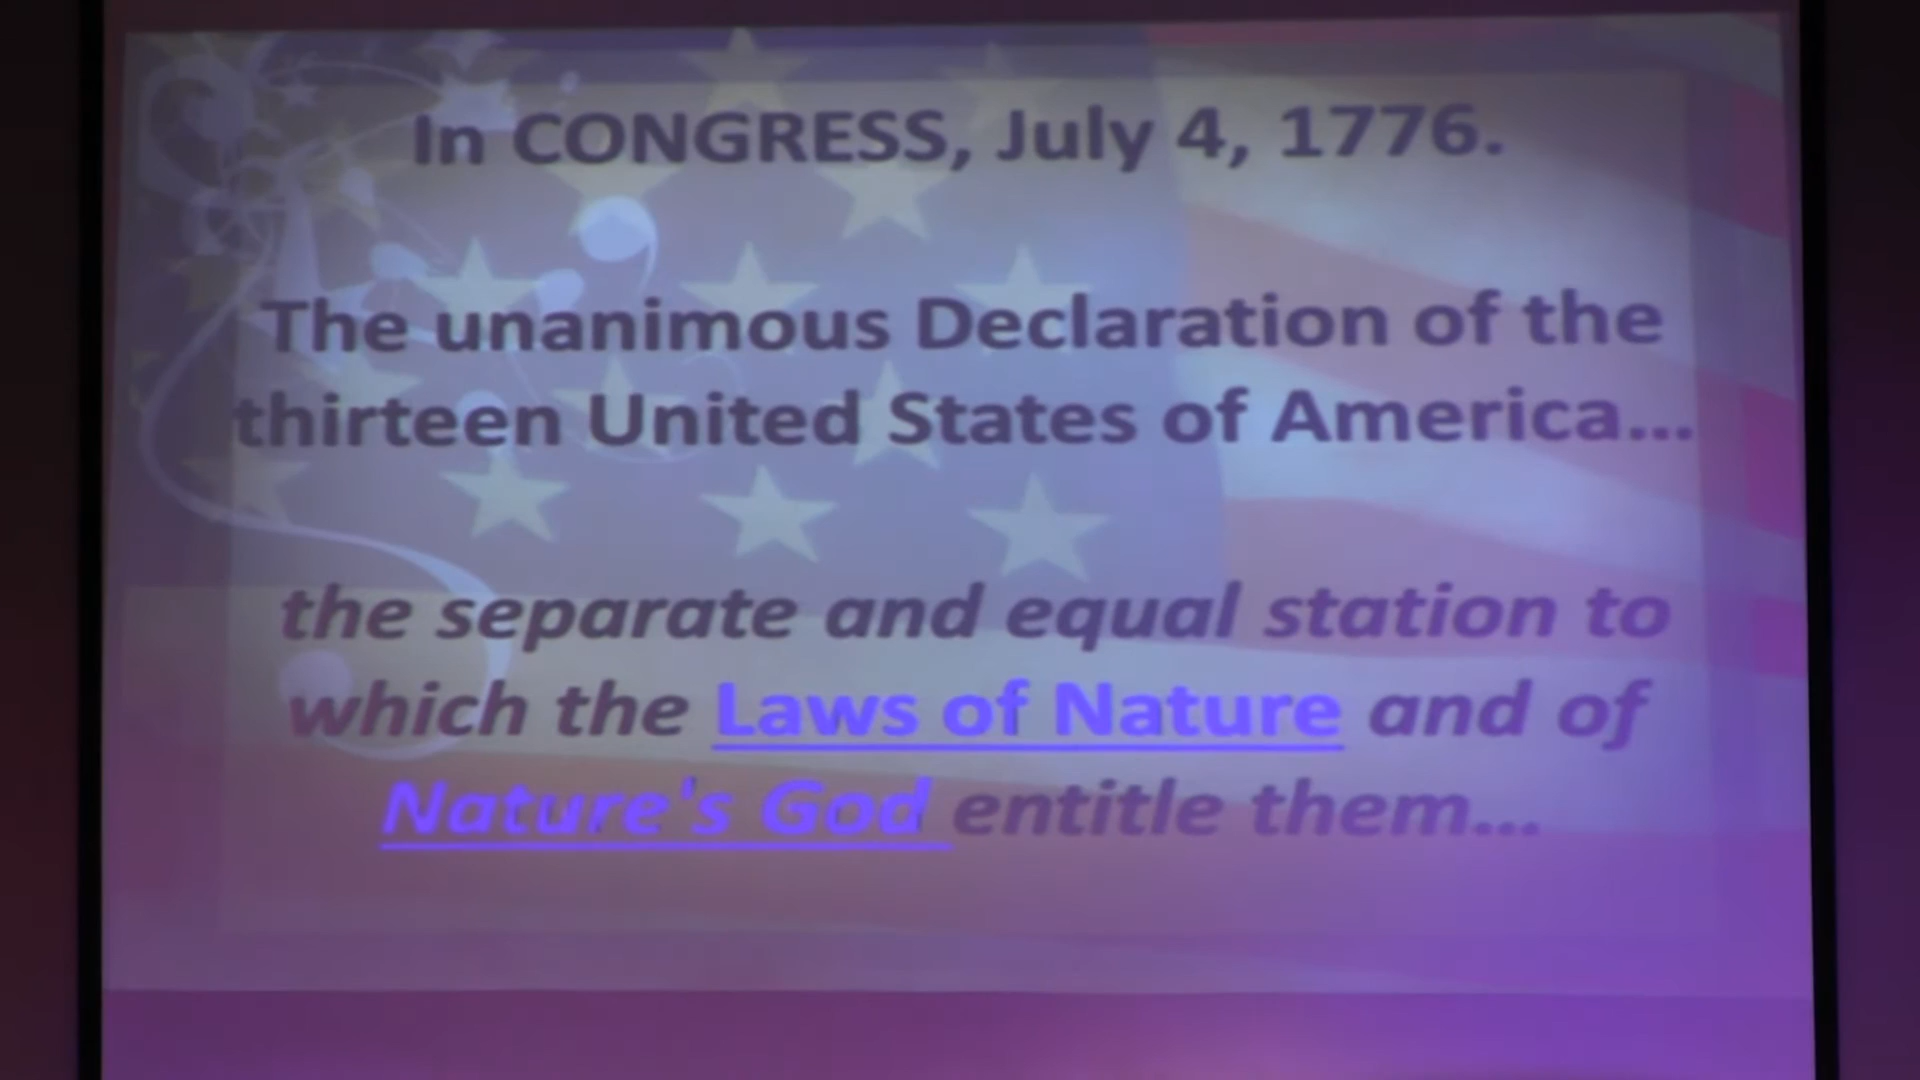 In CONGRESS, July 4, 1776.
The unanimous Declaration of the
thirteen United States of America...
the separate and equal station to
which the Laws of Nature and of
Nature's God entitle them...